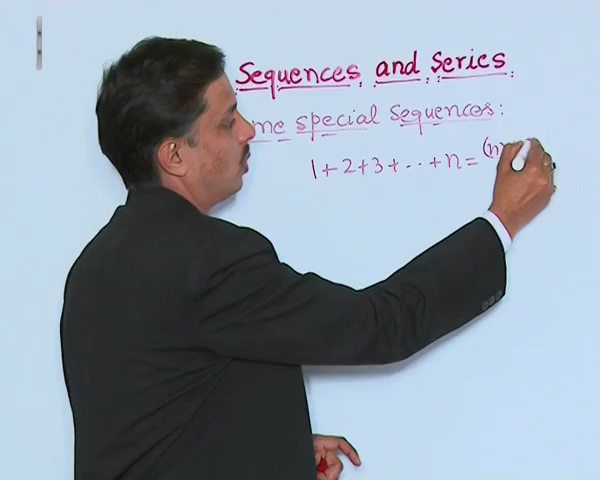 Sequences and Series
special Sequences:
1+2+3+...+n=(n)